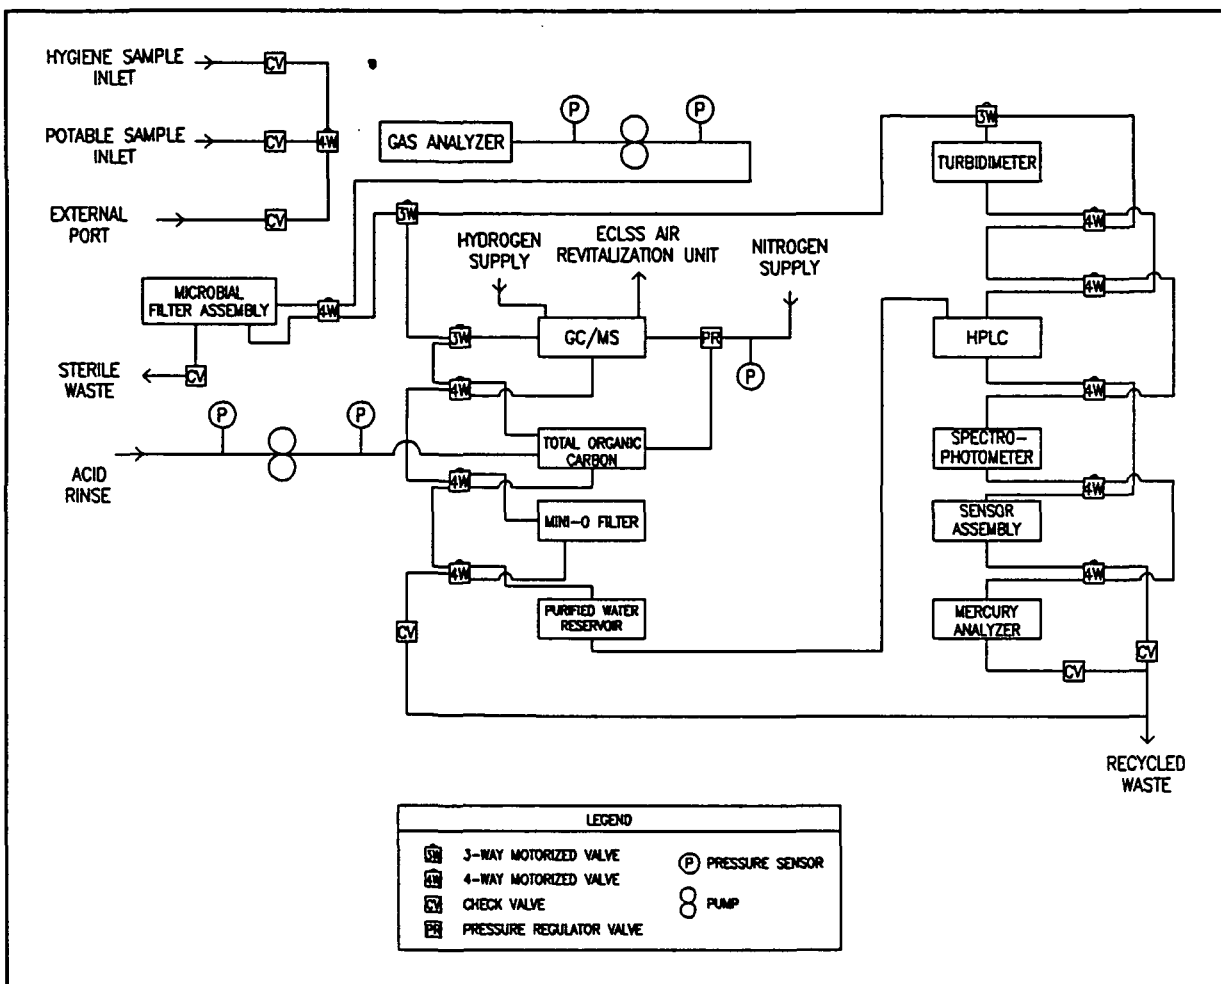 HYGIENE SAMPLE
INLET
CV
POTABLE SAMPLE
INLET
CV
4W
EXTERNAL
PORT
CV
GAS ANALYZER
P
P
3W
TURBIDIMETER
4W
3W
HYDROGEN
SUPPLY
ECLSS AIR
REVITALIZATION UNIT
NITROGEN
SUPPLY
MICROBIAL
FILTER ASSEMBLY
4W
4W
3W
GC/MS
PR
HPLC
STERILE
WASTE
CV
P
4W
4W
P
P
ACID
RINSE
TOTAL ORGANIC
CARBON
SPECTRO-
PHOTOMETER
4W
4W
MINI-O FILTER
SENSOR
ASSEMBLY
4W
4W
PURIFIED WATER
RESERVOIR
MERCURY
ANALYZER
CV
CV
CV
RECYCLED
WASTE
LEGEND
3W 3-WAY MOTORIZED VALVE
4W 4-WAY MOTORIZED VALVE
CV CHECK VALVE
PR PRESSURE REGULATOR VALVE
P PRESSURE SENSOR
PUMP